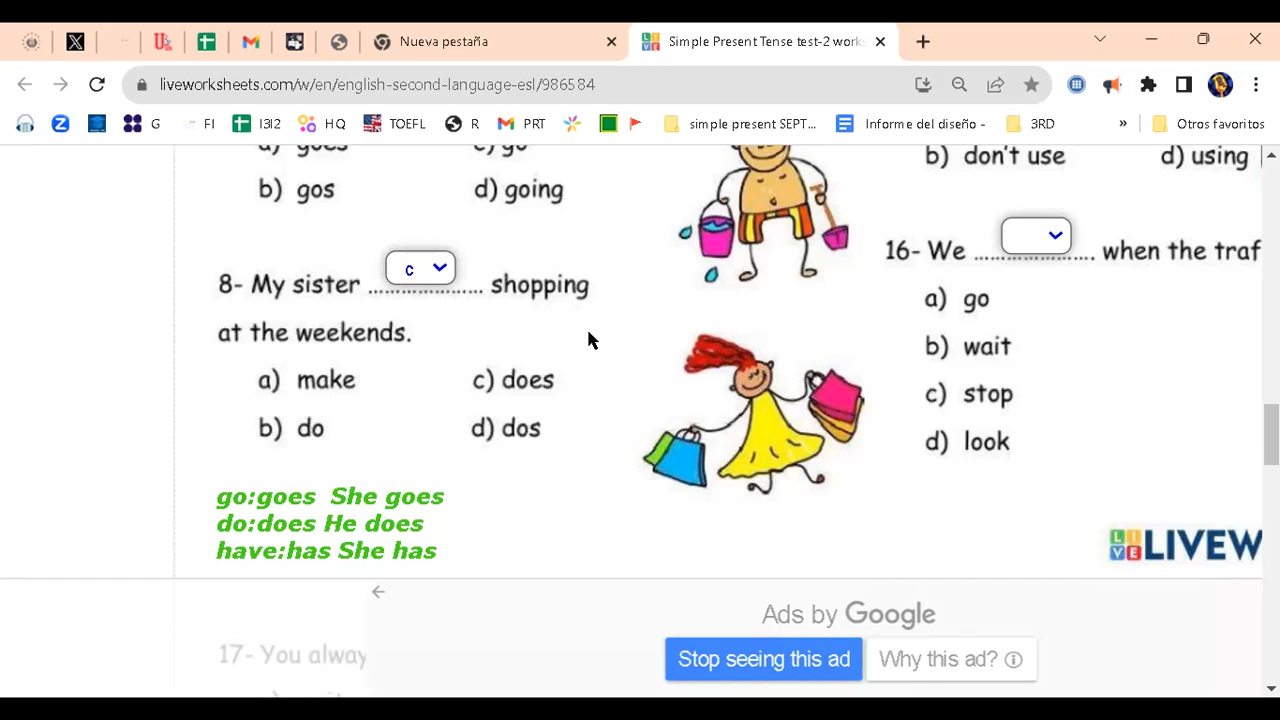 Nueva pestaña
Simple Present Tense test-2 work
liveworksheets.com/w/en/english-second-language-esl/986584
G
FI
I3I2
HQ
TOEFL
R
PRT
simple present SEPT...
Informe del diseño -
3RD
»
Otros favoritos
a) goes c) go
b) gos d) going
8- My sister ...c... shopping
at the weekends.
a) make c) does
b) do d) dos
go:goes She goes
do:does He does
have:has She has
b) don't use d) using
16- We .................... when the traf
a) go
b) wait
c) stop
d) look
LIVEW
17- You alway
Ads by Google
Stop seeing this ad
Why this ad?